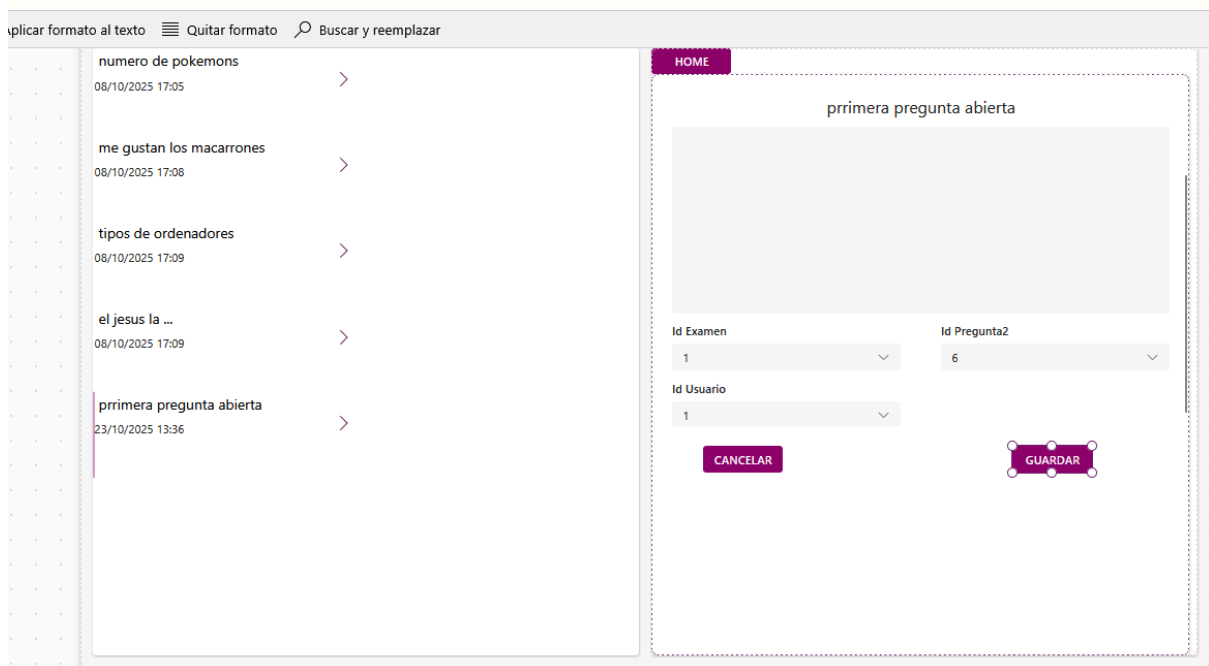 Aplicar formato al texto Quitar formato Buscar y reemplazar
numero de pokemons
08/10/2025 17:05
me gustan los macarrones
08/10/2025 17:08
tipos de ordenadores
08/10/2025 17:09
el jesus la ...
08/10/2025 17:09
prrimera pregunta abierta
23/10/2025 13:36
HOME
prrimera pregunta abierta
Id Examen Id Pregunta2
1 6
Id Usuario
1
CANCELAR GUARDAR